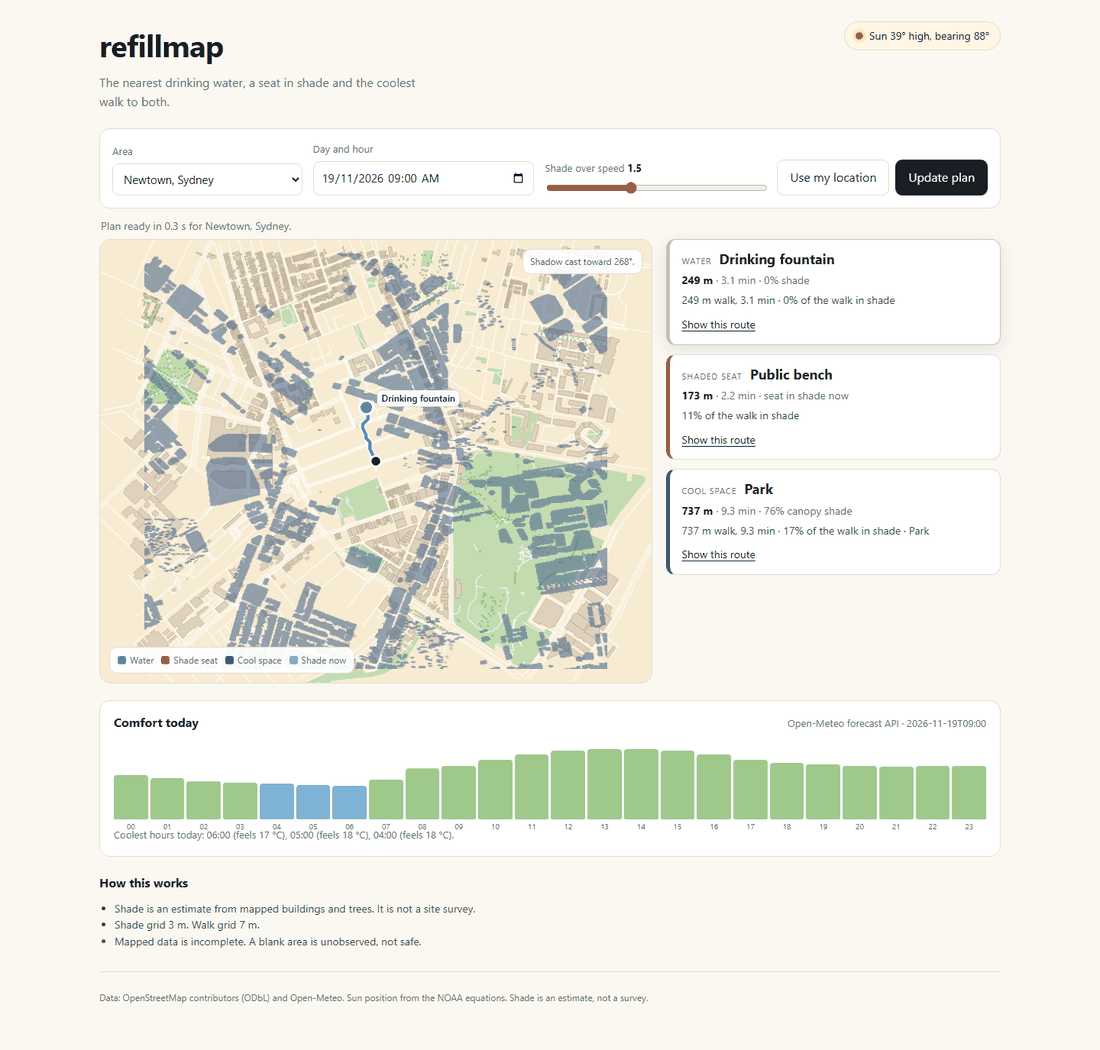 refillmap
Sun 39° high, bearing 88°
The nearest drinking water, a seat in shade and the coolest
walk to both.
Area
Day and hour
Shade over speed 1.5
Newtown, Sydney
19/11/2026 09:00 AM
Use my location
Update plan
Plan ready in 0.3 s for Newtown, Sydney.
Shadow cast toward 268°.
Drinking fountain
Water
Shade seat
Cool space
Shade now
WATER Drinking fountain
249 m · 3.1 min · 0% shade
249 m walk, 3.1 min · 0% of the walk in shade
Show this route
SHADED SEAT Public bench
173 m · 2.2 min · seat in shade now
11% of the walk in shade
Show this route
COOL SPACE Park
737 m · 9.3 min · 76% canopy shade
737 m walk, 9.3 min · 17% of the walk in shade · Park
Show this route
Comfort today
Open-Meteo forecast API · 2026-11-19T09:00
00 01 02 03 04 05 06 07 08 09 10 11 12 13 14 15 16 17 18 19 20 21 22 23
Coolest hours today: 06:00 (feels 17 °C), 05:00 (feels 18 °C), 04:00 (feels 18 °C).
How this works
Shade is an estimate from mapped buildings and trees. It is not a site survey.
Shade grid 3 m. Walk grid 7 m.
Mapped data is incomplete. A blank area is unobserved, not safe.
Data: OpenStreetMap contributors (ODbL) and Open-Meteo. Sun position from the NOAA equations. Shade is an estimate, not a survey.